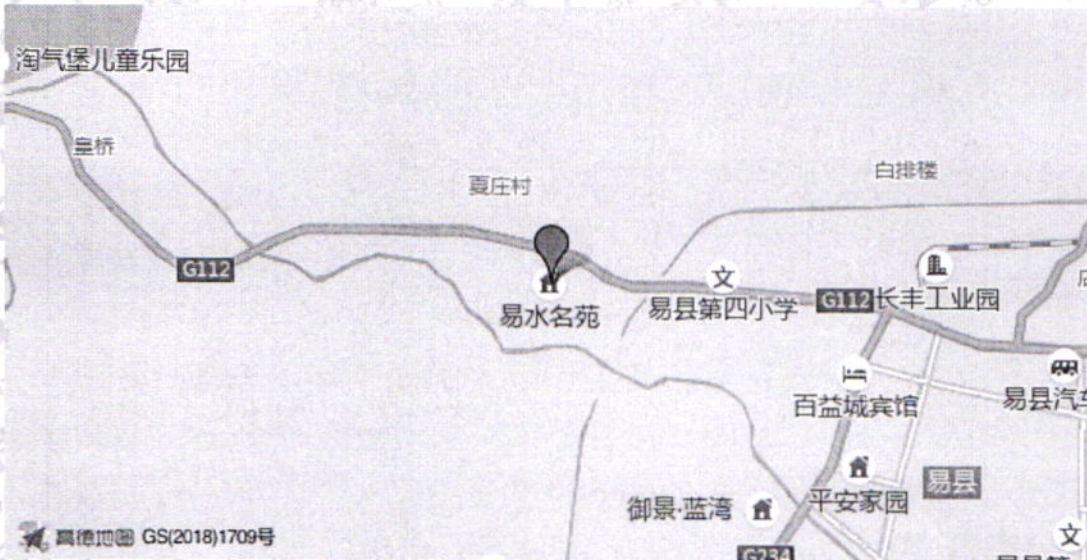 淘气堡儿童乐园
皇桥
夏庄村
白排楼
G112
易水名苑
文
易县第四小学
G112
长丰工业园
百益城宾馆
易县汽车
平安家园
易县
御景·蓝湾
文
高德地图 GS(2018)1709号
G234